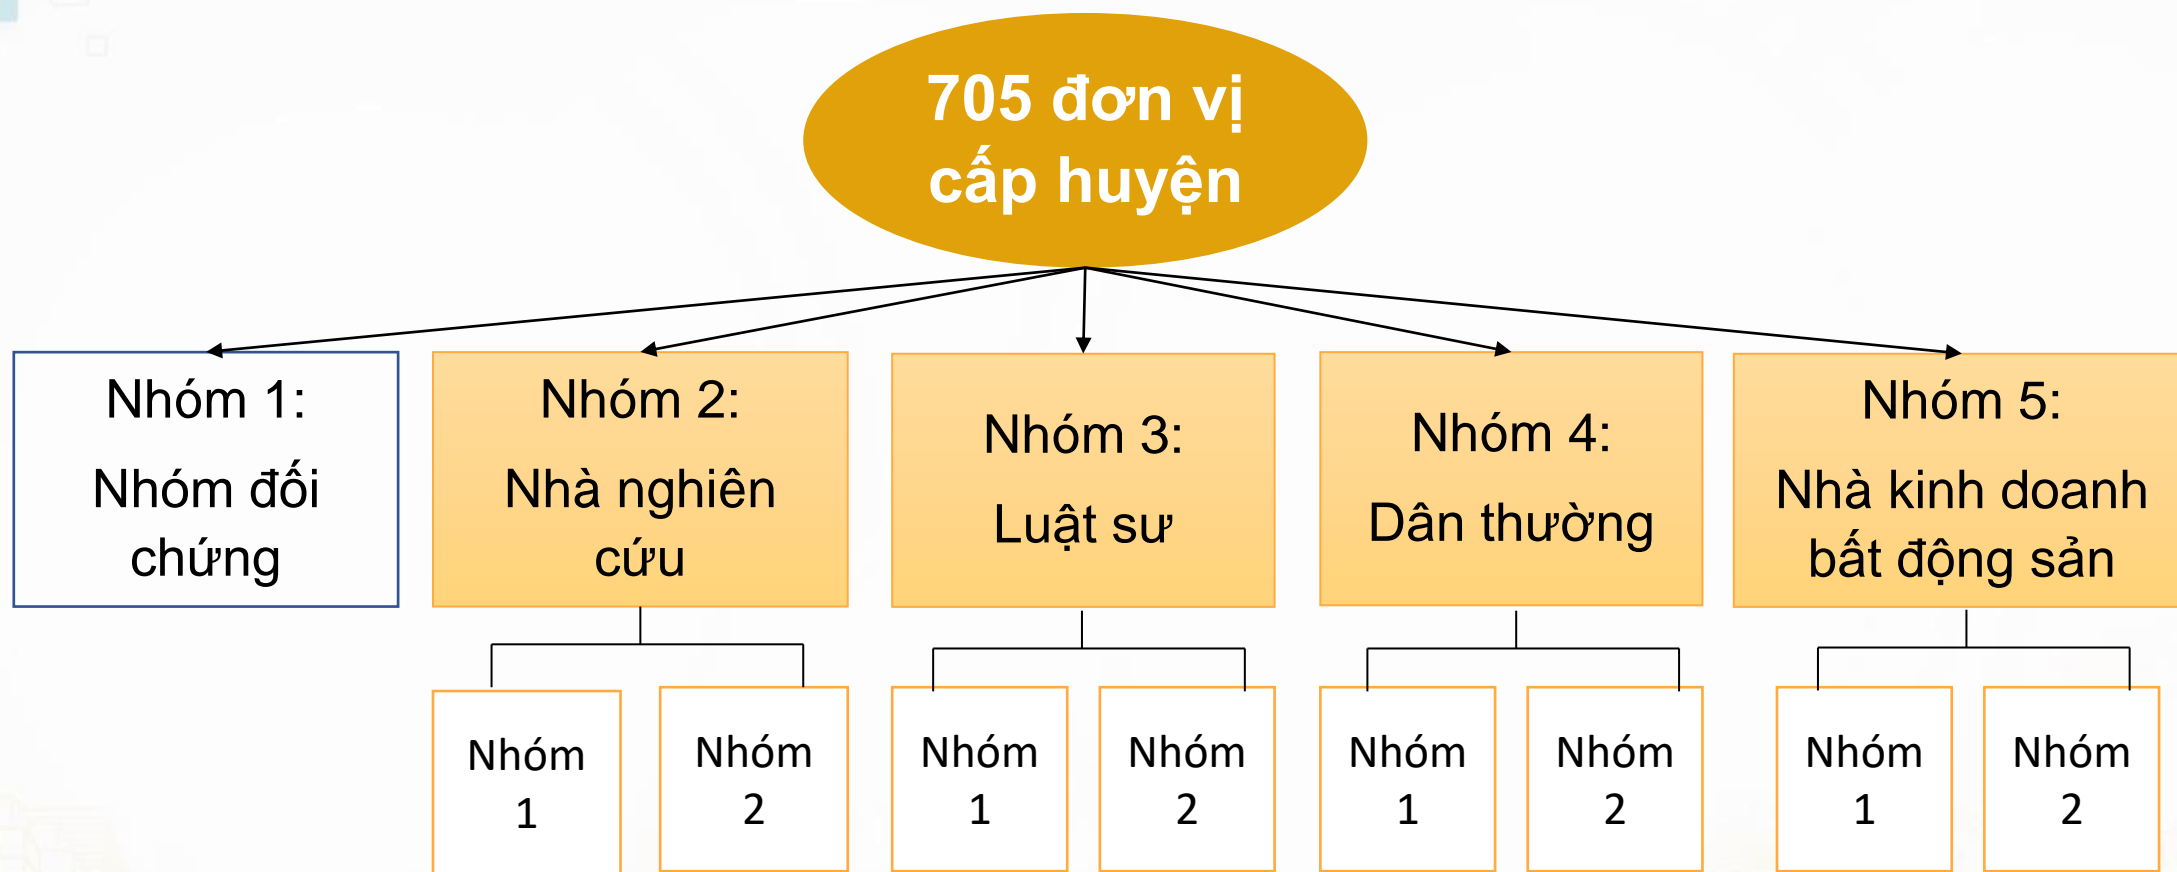 705 đơn vị
cấp huyện
Nhóm 1:
Nhóm đối
chứng
Nhóm 2:
Nhà nghiên
cứu
Nhóm 3:
Luật sư
Nhóm 4:
Dân thường
Nhóm 5:
Nhà kinh doanh
bất động sản
Nhóm
1
Nhóm
2
Nhóm
1
Nhóm
2
Nhóm
1
Nhóm
2
Nhóm
1
Nhóm
2